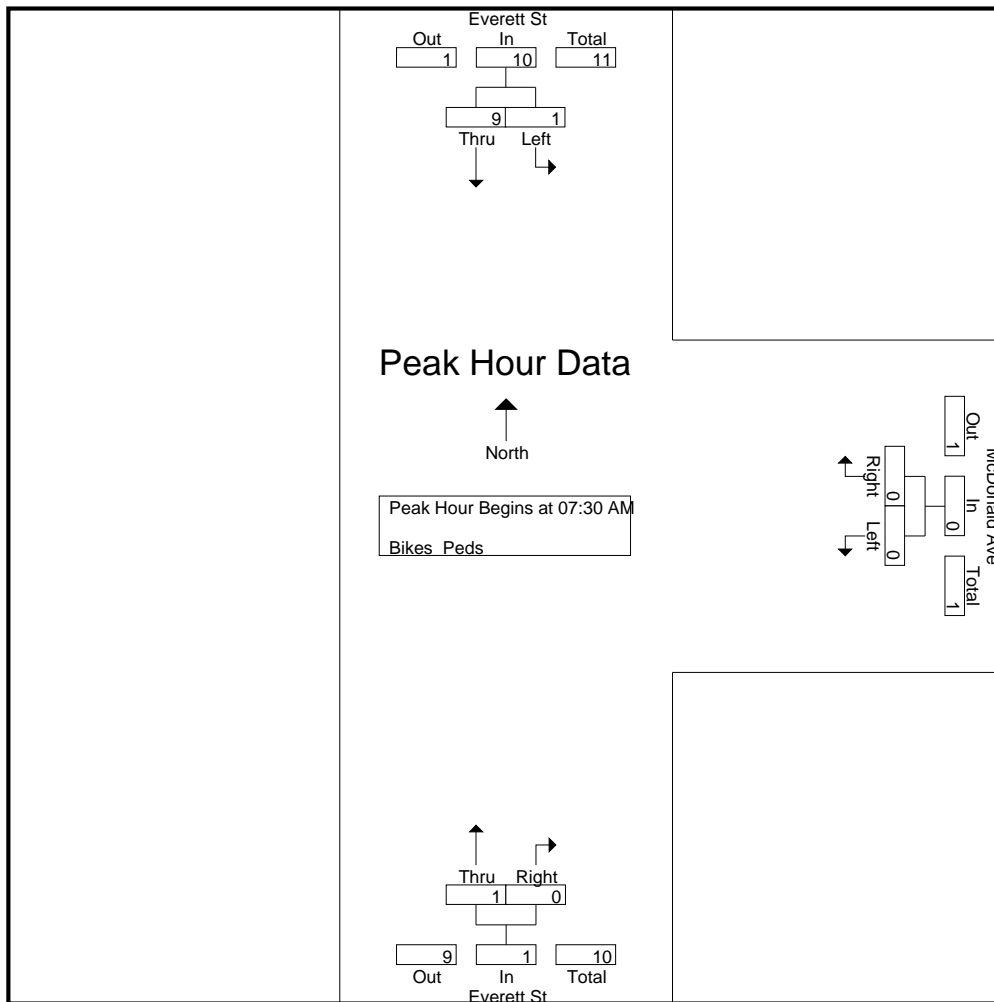 Everett St
Out In Total
1 10 11
9 1
Thru Left
Peak Hour Data
North
Peak Hour Begins at 07:30 AM
Bikes Peds
McDonald Ave
Out In Total
1 0 1
0 0
Right Left
Thru Right
1 0
9 1 10
Out In Total
Everett St